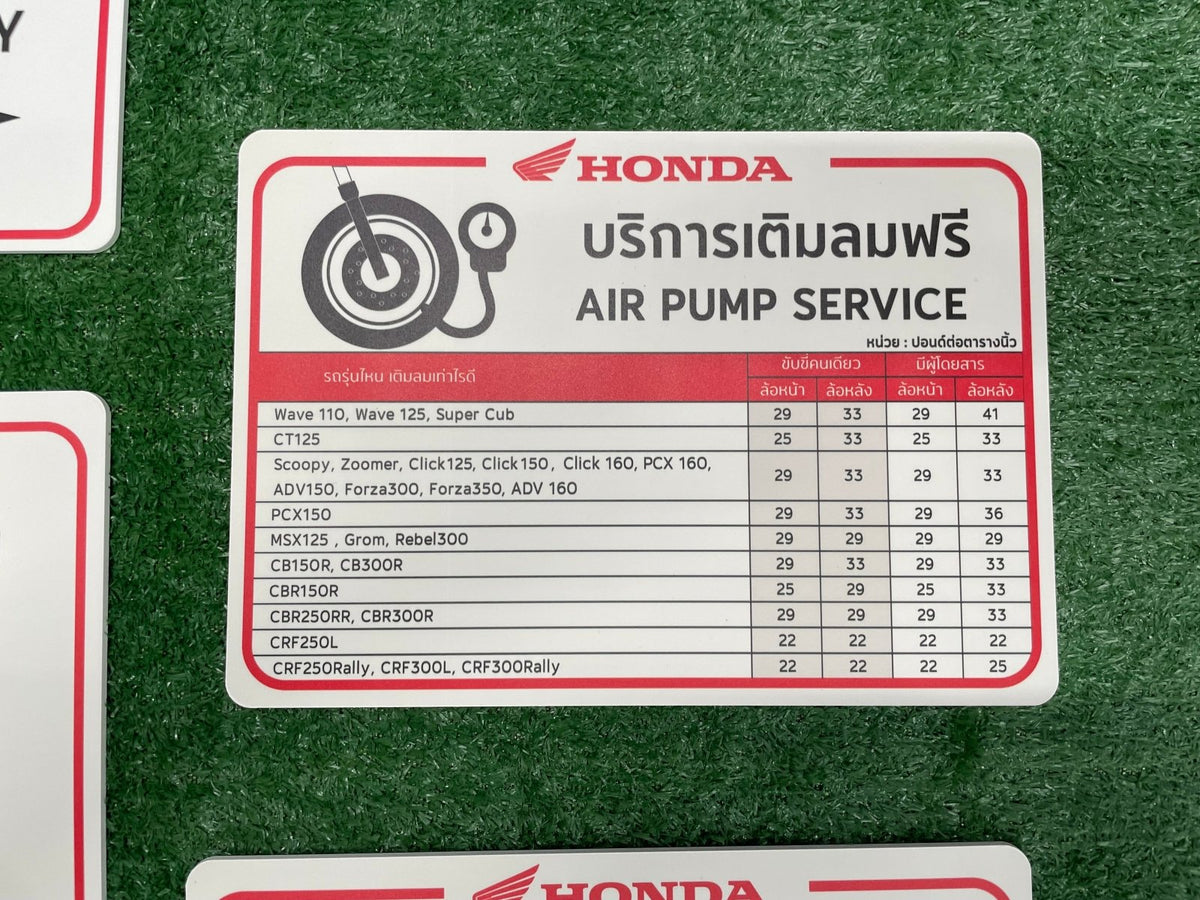 Y
HONDA
บริการเติมลมฟรี
AIR PUMP SERVICE
หน่วย : ปอนด์ต่อตารางนิ้ว
รถรุ่นไหน เติมลมเท่าไรดี ขับขี่คนเดียว มีผู้โดยสาร
ล้อหน้า ล้อหลัง ล้อหน้า ล้อหลัง
Wave 110, Wave 125, Super Cub 29 33 29 41
CT125 25 33 25 33
Scoopy, Zoomer, Click125, Click150, Click 160, PCX 160,
ADV150, Forza300, Forza350, ADV 160 29 33 29 33
PCX150 29 33 29 36
MSX125 , Grom, Rebel300 29 29 29 29
CB150R, CB300R 29 33 29 33
CBR150R 25 29 25 33
CBR250RR, CBR300R 29 29 29 33
CRF250L 22 22 22 22
CRF250Rally, CRF300L, CRF300Rally 22 22 22 25
HONDA